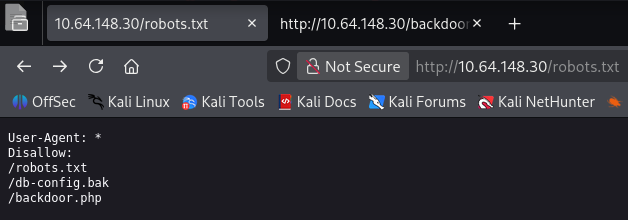 10.64.148.30/robots.txt
http://10.64.148.30/backdoo
Not Secure http://10.64.148.30/robots.txt
OffSec Kali Linux Kali Tools Kali Docs Kali Forums Kali NetHunter
User-Agent: *
Disallow:
/robots.txt
/db-config.bak
/backdoor.php